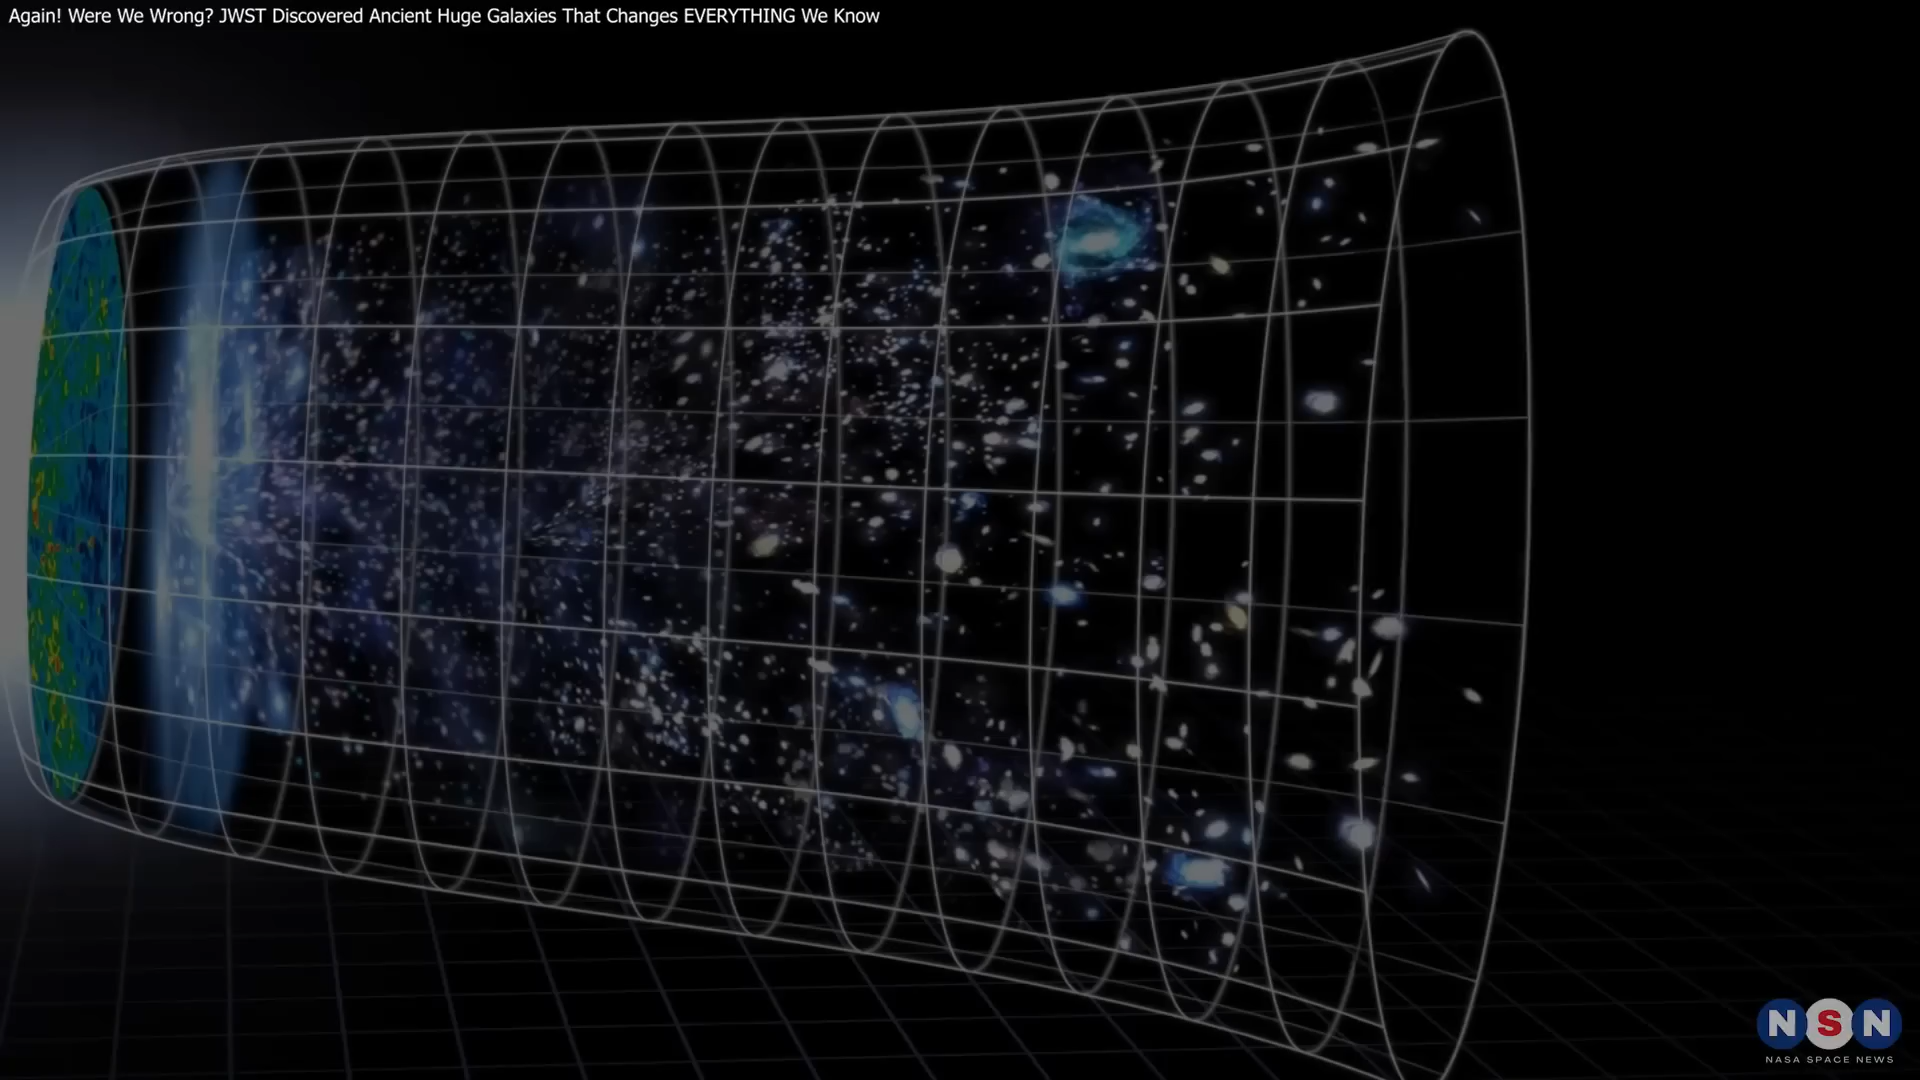 Again! Were We Wrong? JWST Discovered Ancient Huge Galaxies That Changes EVERYTHING We Know
NSN
NASA SPACE NEWS